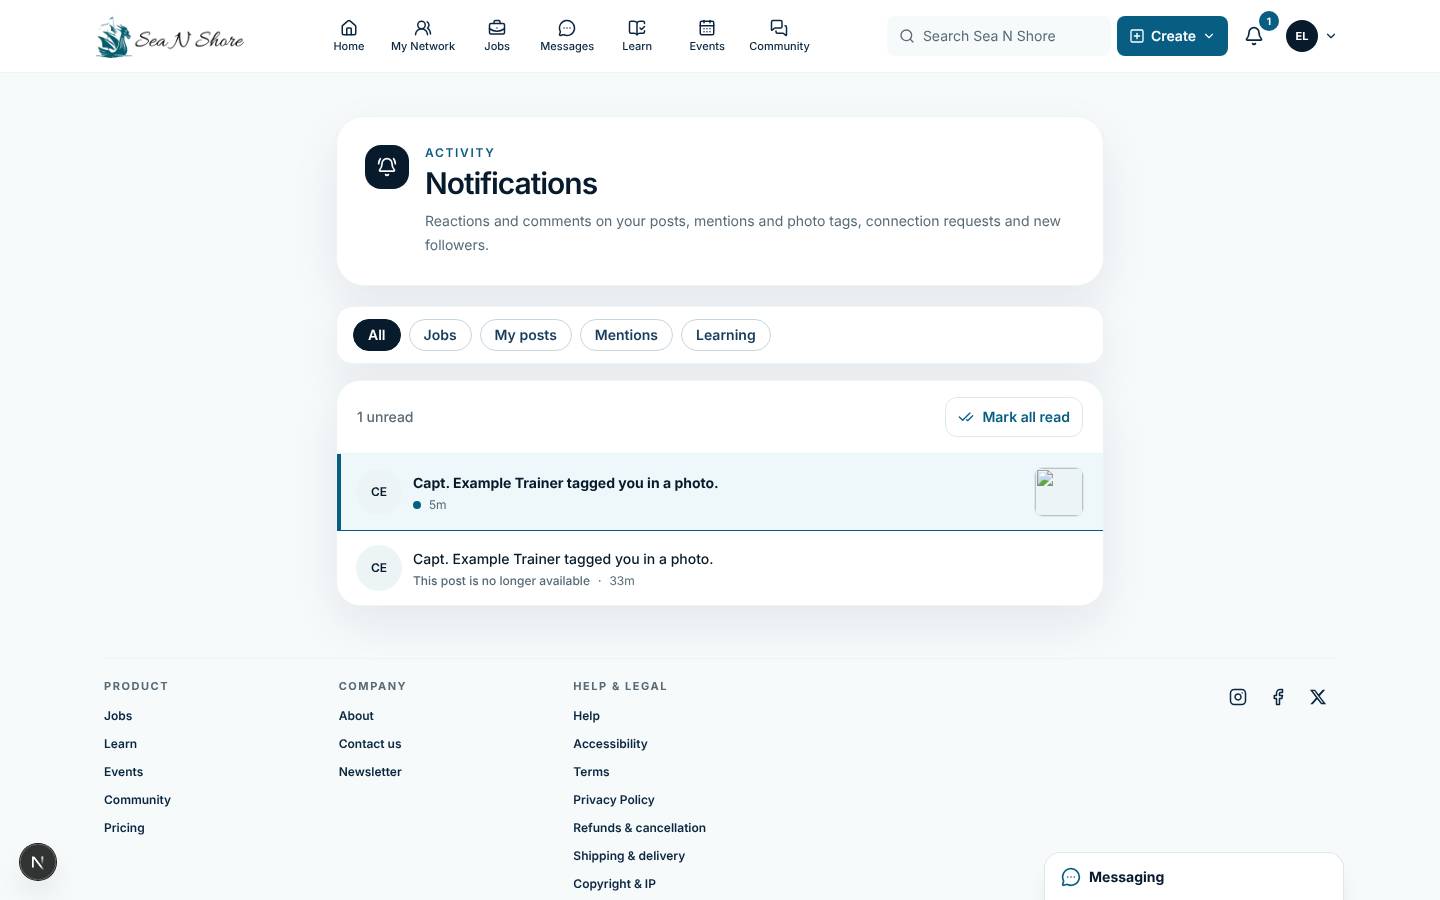 Sea N Shore
Home
My Network
Jobs
Messages
Learn
Events
Community
Search Sea N Shore
Create
1
EL
ACTIVITY
Notifications
Reactions and comments on your posts, mentions and photo tags, connection requests and new
followers.
All
Jobs
My posts
Mentions
Learning
1 unread
Mark all read
CE
Capt. Example Trainer tagged you in a photo.
5m
CE
Capt. Example Trainer tagged you in a photo.
This post is no longer available · 33m
PRODUCT
Jobs
Learn
Events
Community
Pricing
COMPANY
About
Contact us
Newsletter
HELP & LEGAL
Help
Accessibility
Terms
Privacy Policy
Refunds & cancellation
Shipping & delivery
Copyright & IP
N
Messaging